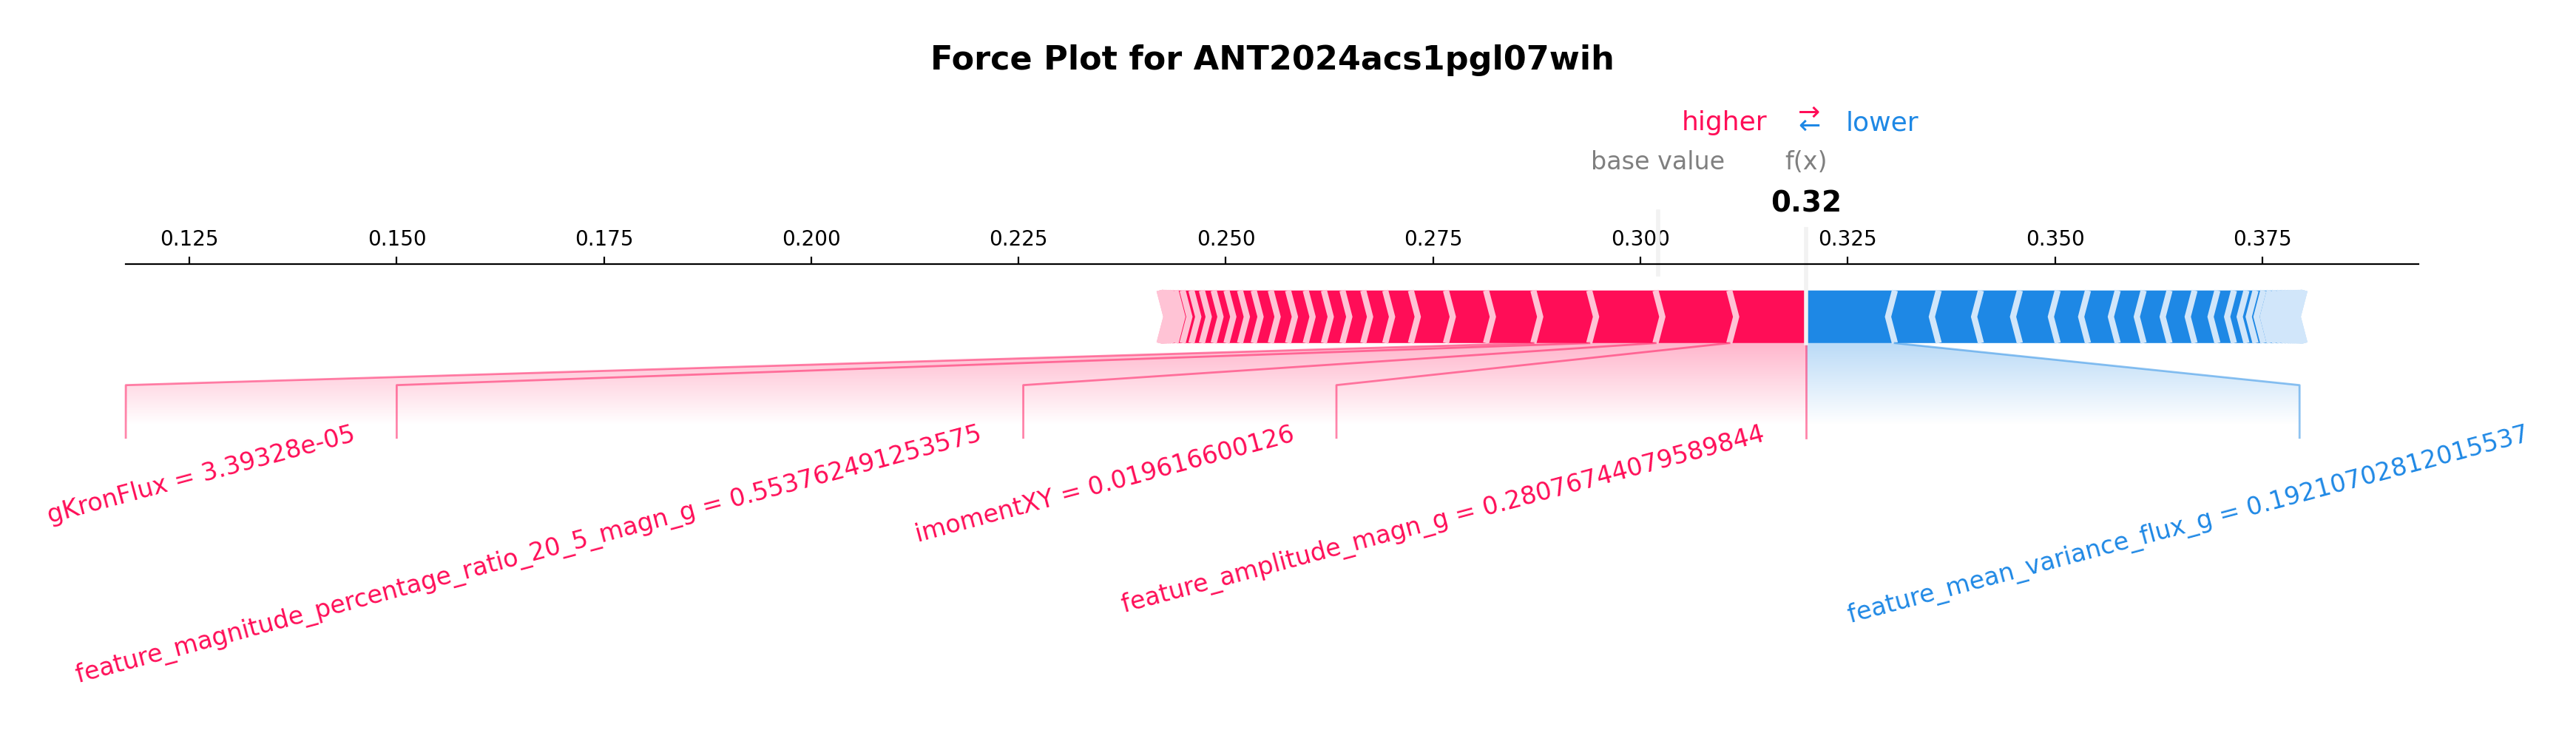 Force Plot for ANT2024acs1pgl07wih
higher ⇄ lower
base value f(x)
0.32
0.125 0.150 0.175 0.200 0.225 0.250 0.275 0.300 0.325 0.350 0.375
gKronFlux = 3.39328e-05
feature_magnitude_percentage_ratio_20_5_magn_g = 0.553762491253575
imomentXY = 0.019616600126
feature_amplitude_magn_g = 0.2807674407958984​4
feature_mean_variance_flux_g = 0.19210702812015537